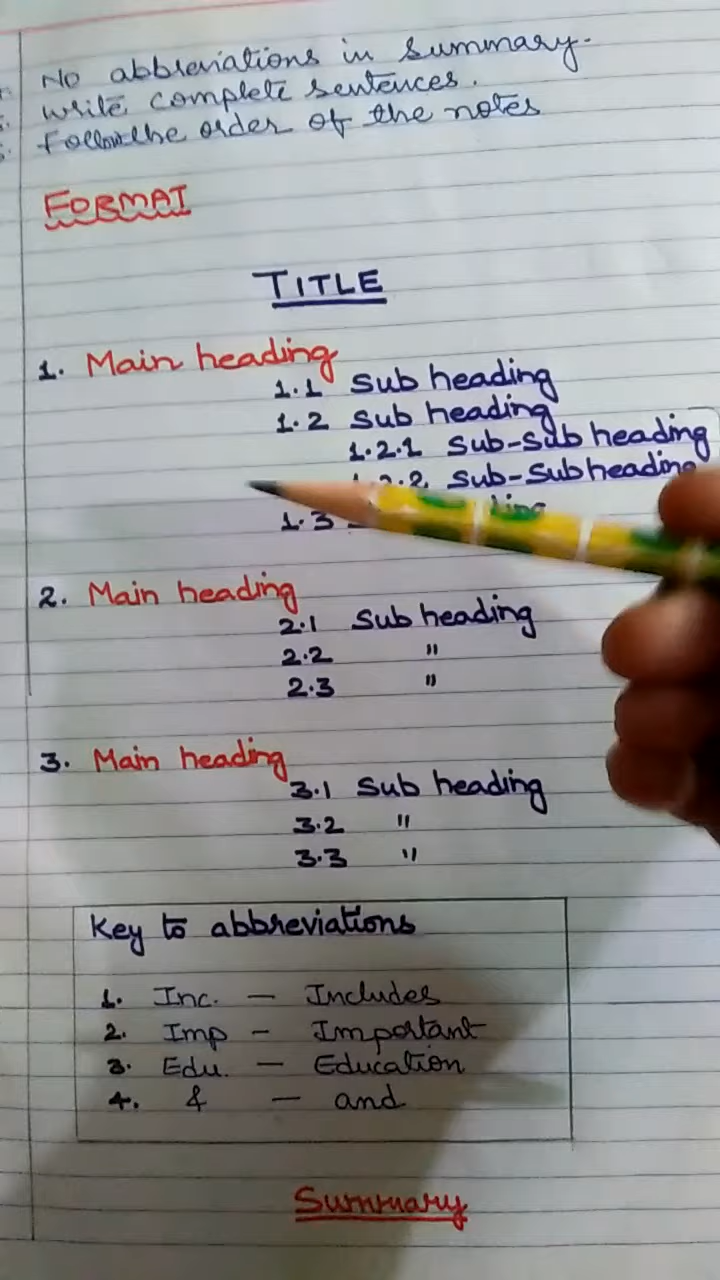 No abbreviations in summary.
Write complete sentences.
Follow the order of the notes
FORMAT
TITLE
1. Main heading
1.1 Sub heading
1.2 Sub heading
1.2.1 Sub-Sub heading
1.2.2 Sub-Sub heading
1.3
2. Main heading
2.1 Sub heading
2.2 "
2.3 "
3. Main heading
3.1 Sub heading
3.2 "
3.3 "
Key to abbreviations
1. Inc. – Includes
2. Imp – Important
3. Edu. – Education
4. & – and
Summary